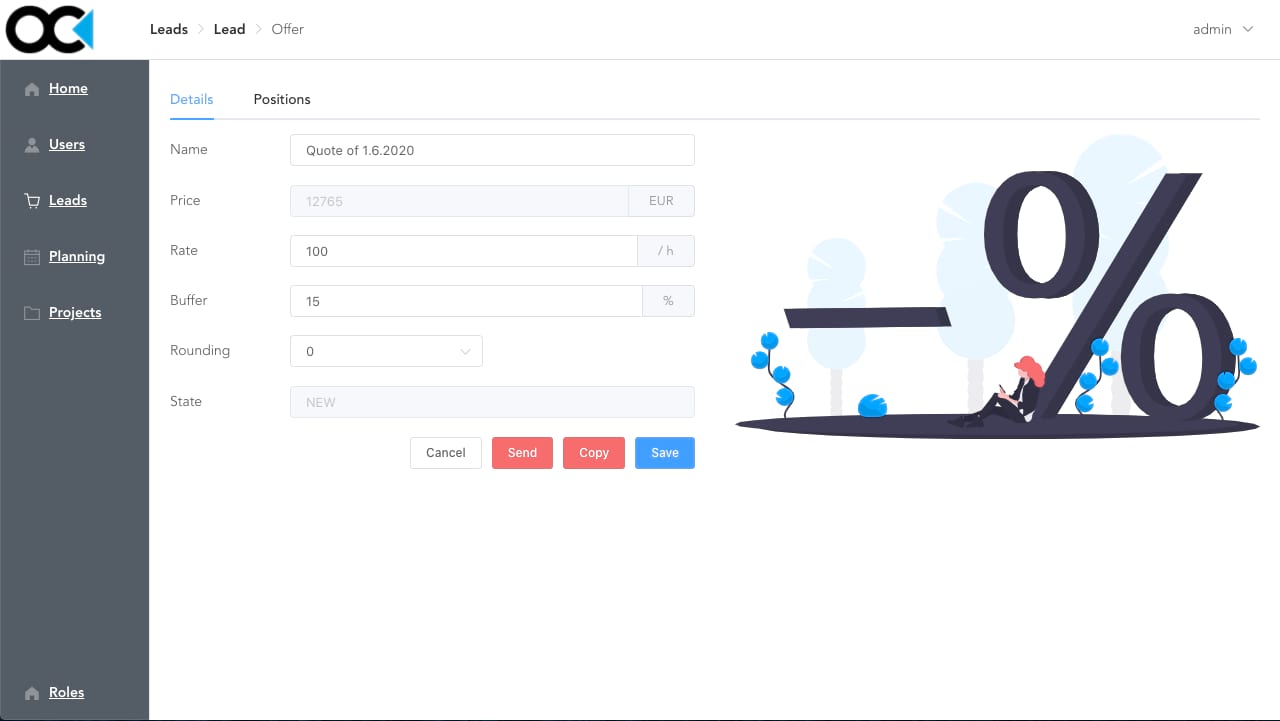 OC
Leads > Lead > Offer
admin
Home
Users
Leads
Planning
Projects
Roles
Details Positions
Name Quote of 1.6.2020
Price 12765 EUR
Rate 100 / h
Buffer 15 %
Rounding 0
State NEW
Cancel Send Copy Save
-%